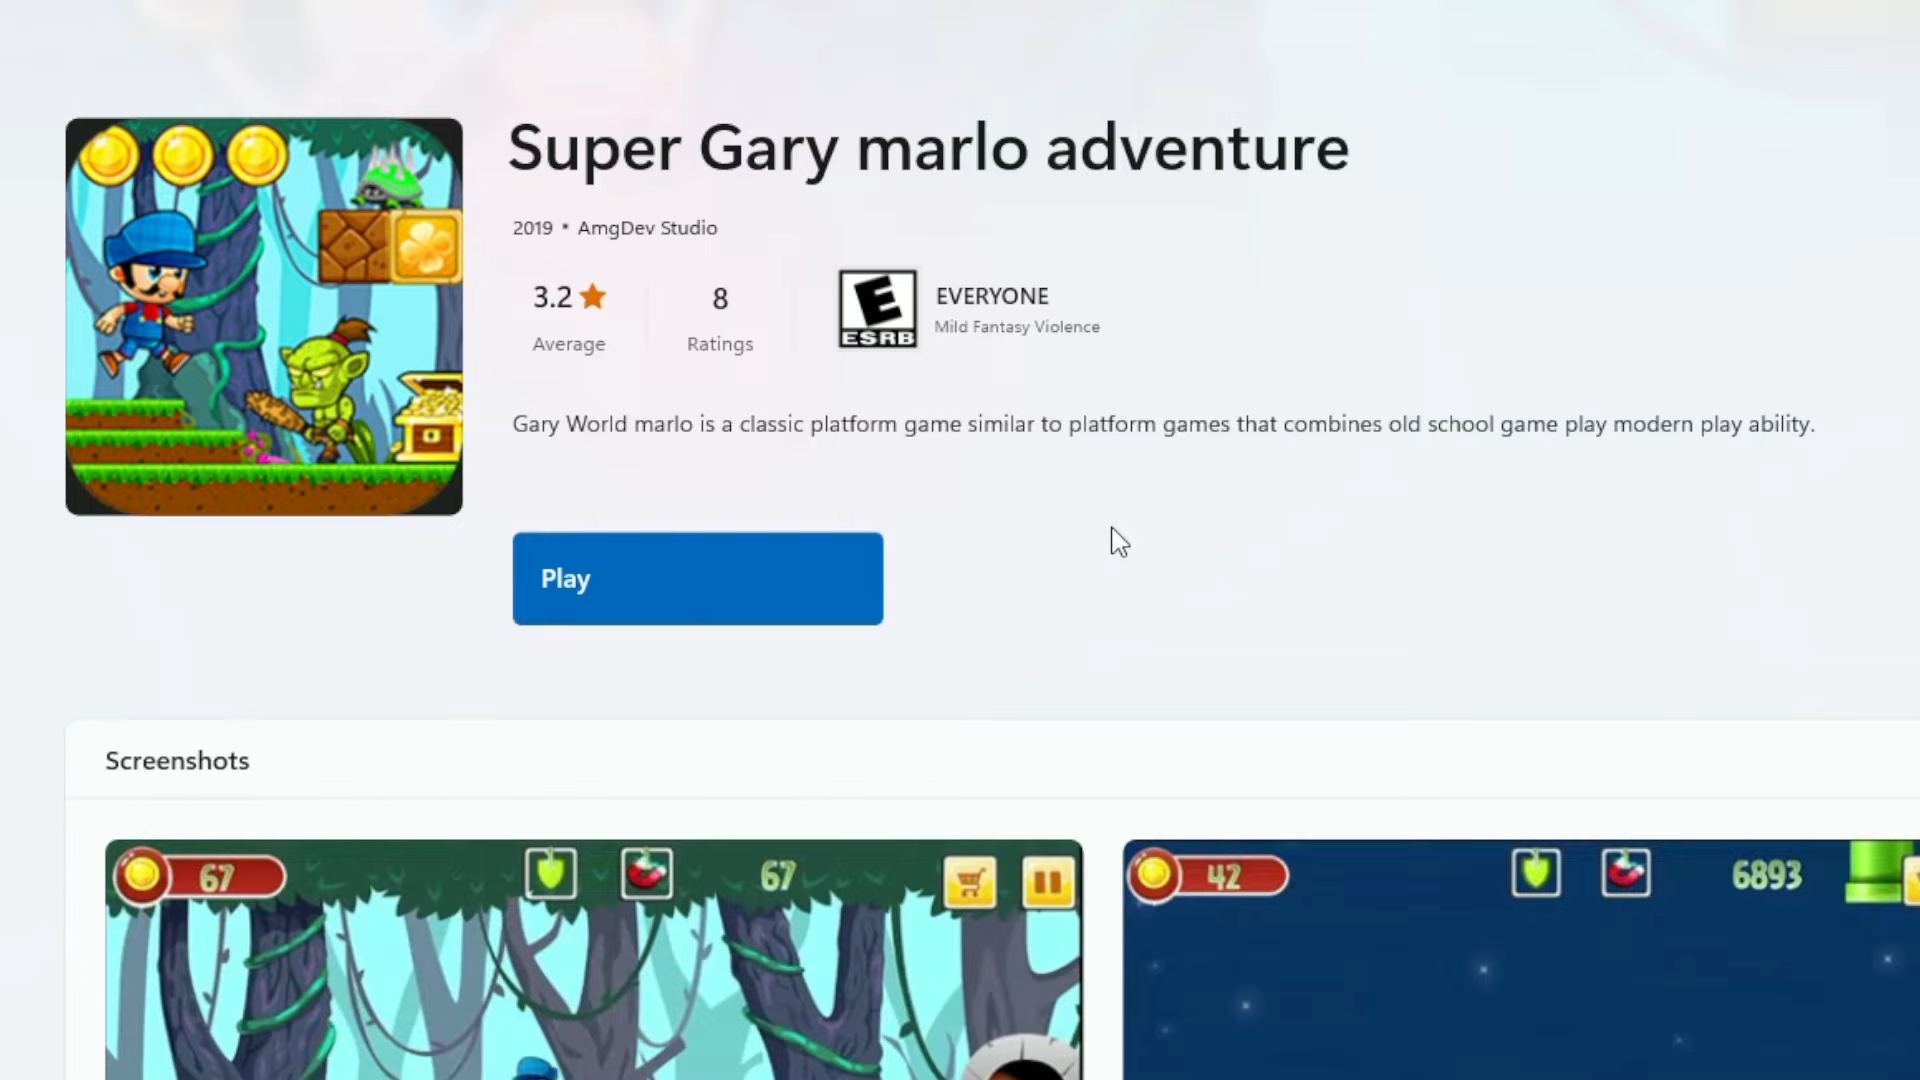 Super Gary marlo adventure
2019 • AmgDev Studio
3.2
8
Average
Ratings
E
ESRB
EVERYONE
Mild Fantasy Violence
Gary World marlo is a classic platform game similar to platform games that combines old school game play modern play ability.
Play
Screenshots
67
67
42
6893